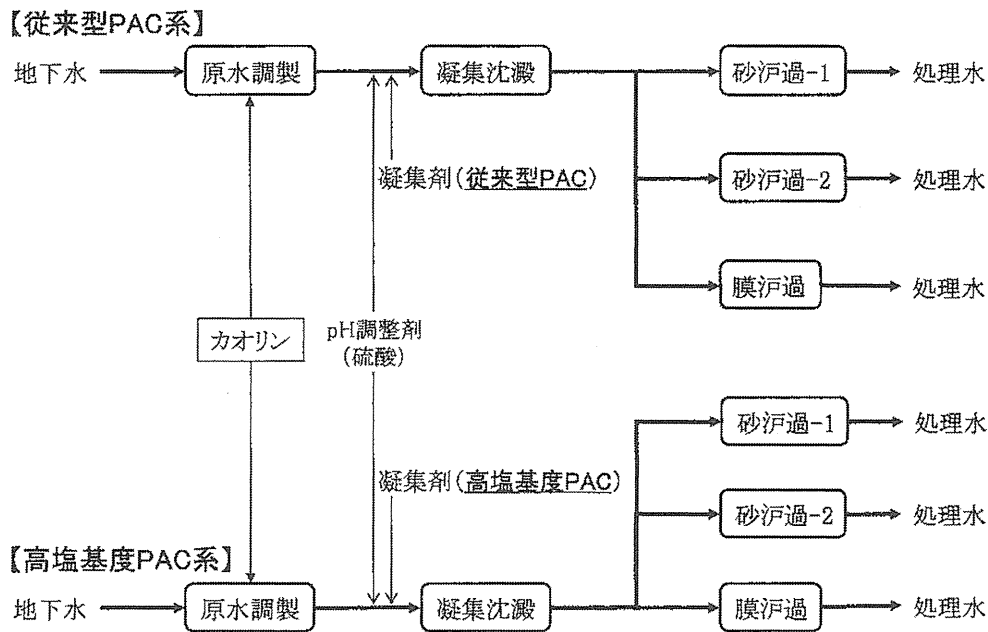 【従来型PAC系】
地下水
原水調製
凝集沈澱
砂沪過-1
処理水
凝集剤(従来型PAC)
砂沪過-2
処理水
膜沪過
処理水
カオリン
pH調整剤
(硫酸)
砂沪過-1
処理水
凝集剤(高塩基度PAC)
砂沪過-2
処理水
【高塩基度PAC系】
地下水
原水調製
凝集沈澱
膜沪過
処理水